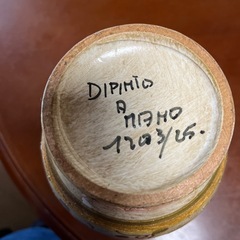 DIPINTO
A
MANO
1203/25.